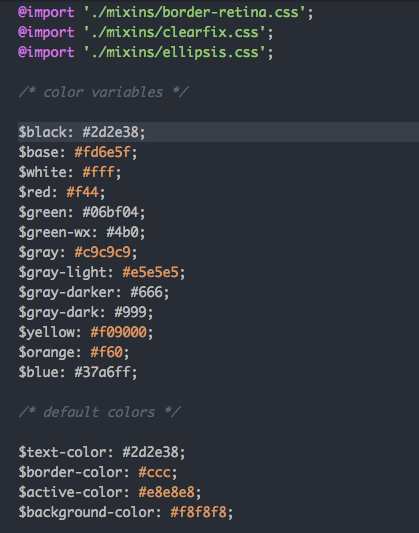 @import './mixins/border-retina.css';
@import './mixins/clearfix.css';
@import './mixins/ellipsis.css';
/* color variables */
$black: #2d2e38;
$base: #fd6e5f;
$white: #fff;
$red: #f44;
$green: #06bf04;
$green-wx: #4b0;
$gray: #c9c9c9;
$gray-light: #e5e5e5;
$gray-darker: #666;
$gray-dark: #999;
$yellow: #f09000;
$orange: #f60;
$blue: #37a6ff;
/* default colors */
$text-color: #2d2e38;
$border-color: #ccc;
$active-color: #e8e8e8;
$background-color: #f8f8f8;